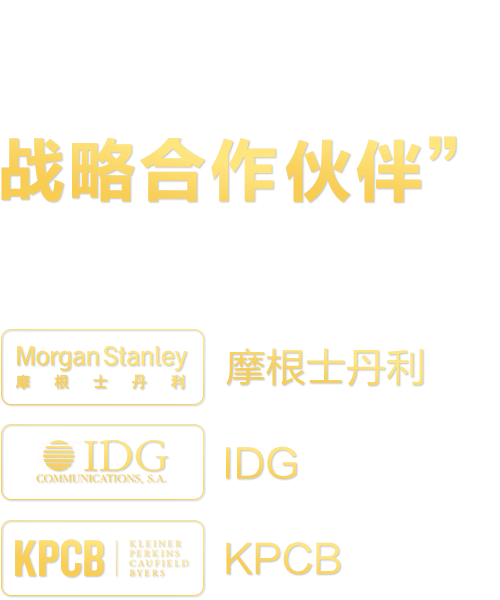 战略合作伙伴”
Morgan Stanley
摩根士丹利
摩根士丹利
IDG
COMMUNICATIONS, S.A.
IDG
KPCB
KLEINER
PERKINS
CAUFIELD
BYERS
KPCB